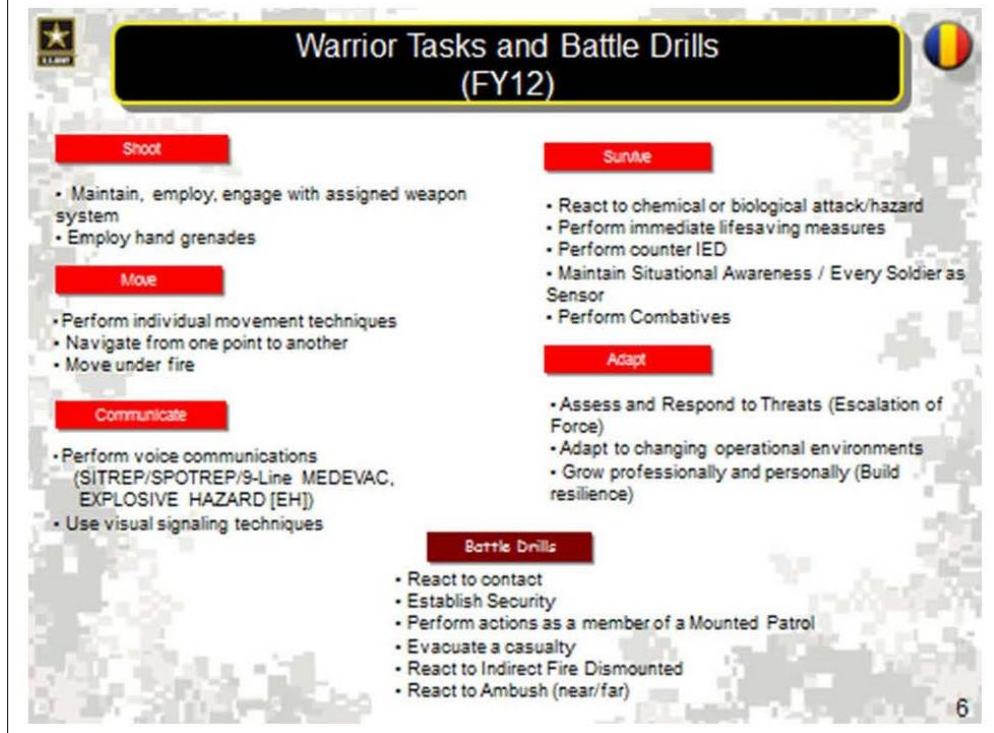 Warrior Tasks and Battle Drills
(FY12)
Shoot
• Maintain, employ, engage with assigned weapon
system
• Employ hand grenades
Move
• Perform individual movement techniques
• Navigate from one point to another
• Move under fire
Communicate
• Perform voice communications
(SITREP/SPOTREP/9-Line MEDEVAC,
EXPLOSIVE HAZARD [EH])
• Use visual signaling techniques
Survive
• React to chemical or biological attack/hazard
• Perform immediate lifesaving measures
• Perform counter IED
• Maintain Situational Awareness / Every Soldier as
Sensor
• Perform Combatives
Adapt
• Assess and Respond to Threats (Escalation of
Force)
• Adapt to changing operational environments
• Grow professionally and personally (Build
resilience)
Battle Drills
• React to contact
• Establish Security
• Perform actions as a member of a Mounted Patrol
• Evacuate a casualty
• React to Indirect Fire Dismounted
• React to Ambush (near/far)
6